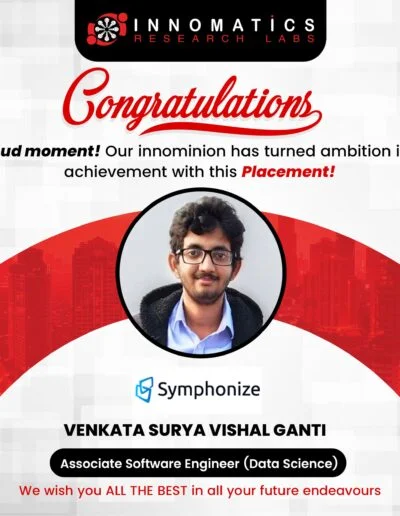 INNOMATICS
RESEARCH LABS
Congratulations
ud moment! Our innominion has turned ambition i
achievement with this Placement!
Symphonize
VENKATA SURYA VISHAL GANTI
Associate Software Engineer (Data Science)
We wish you ALL THE BEST in all your future endeavours